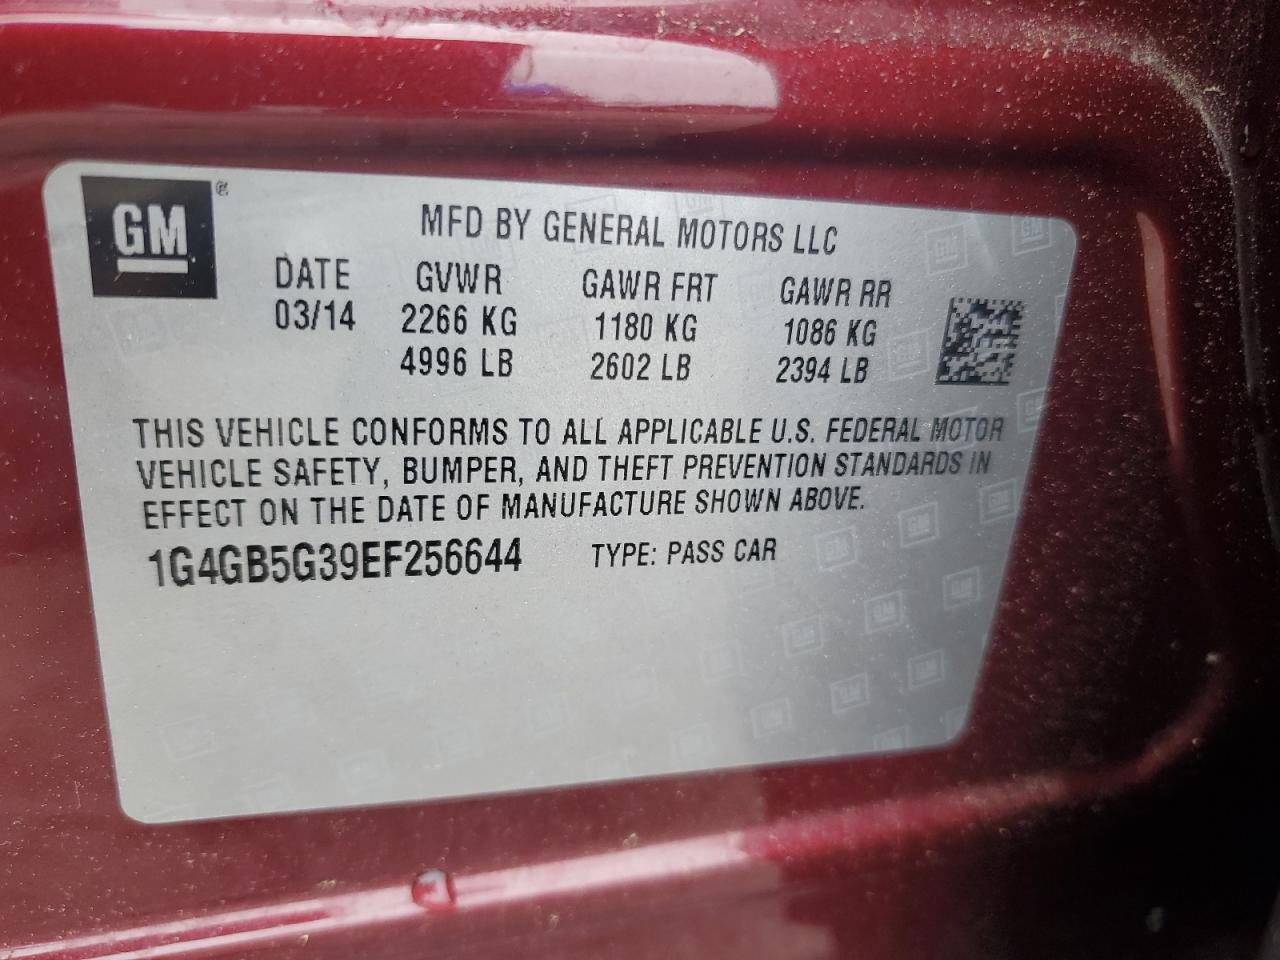 GM®
MFD BY GENERAL MOTORS LLC
DATE GVWR GAWR FRT GAWR RR
03/14 2266 KG 1180 KG 1086 KG
4996 LB 2602 LB 2394 LB
THIS VEHICLE CONFORMS TO ALL APPLICABLE U.S. FEDERAL MOTOR
VEHICLE SAFETY, BUMPER, AND THEFT PREVENTION STANDARDS IN
EFFECT ON THE DATE OF MANUFACTURE SHOWN ABOVE.
1G4GB5G39EF256644 TYPE: PASS CAR